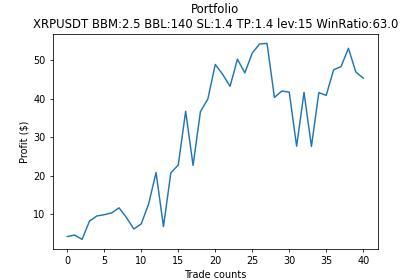 Portfolio
XRPUSDT BBM:2.5 BBL:140 SL:1.4 TP:1.4 lev:15 WinRatio:63.0
50
40
30
20
10
Profit ($)
0 5 10 15 20 25 30 35 40
Trade counts